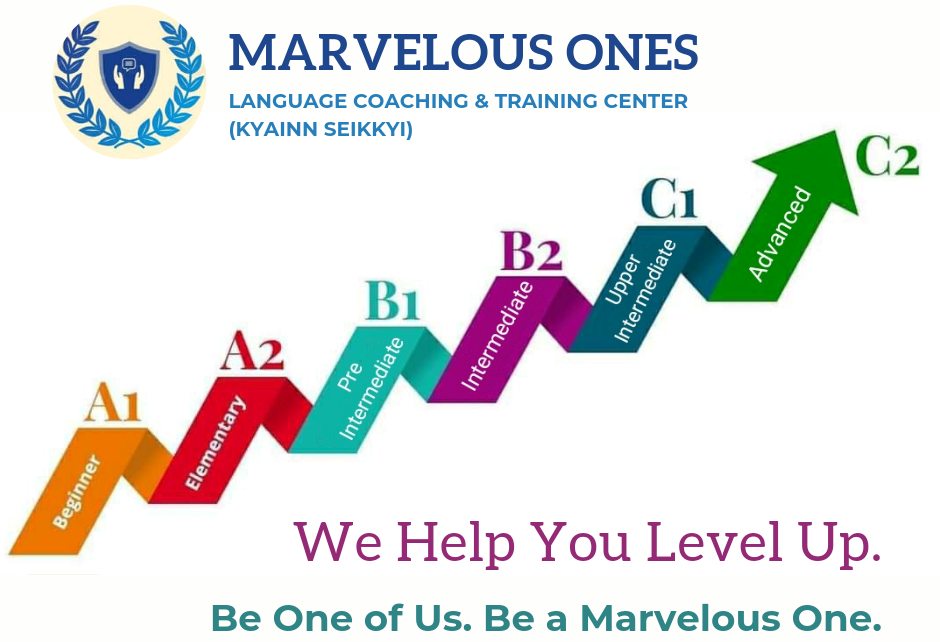 MARVELOUS ONES
LANGUAGE COACHING & TRAINING CENTER
(KYAINN SEIKKYI)
C2
Advanced
C1
Upper
Intermediate
B2
Intermediate
B1
Pre
Intermediate
A2
Elementary
A1
Beginner
We Help You Level Up.
Be One of Us. Be a Marvelous One.